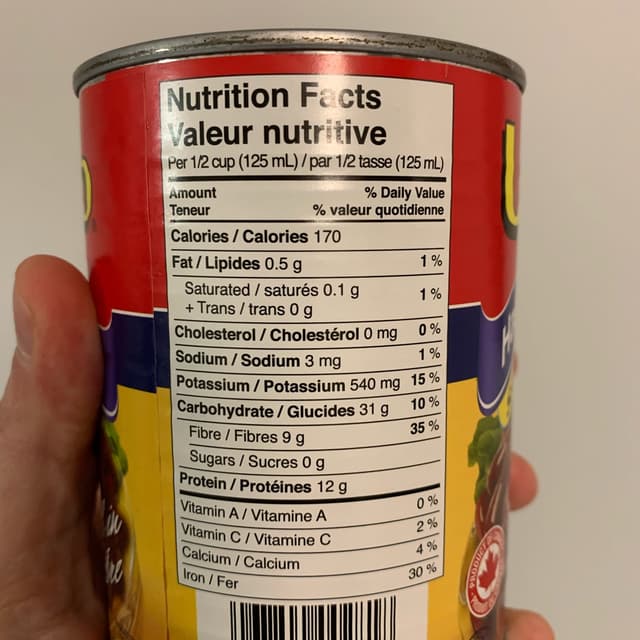 Nutrition Facts
Valeur nutritive
Per 1/2 cup (125 mL) / par 1/2 tasse (125 mL)
Amount % Daily Value
Teneur % valeur quotidienne
Calories / Calories 170
Fat / Lipides 0.5 g 1 %
Saturated / saturés 0.1 g 1 %
+ Trans / trans 0 g
Cholesterol / Cholestérol 0 mg 0 %
Sodium / Sodium 3 mg 1 %
Potassium / Potassium 540 mg 15 %
Carbohydrate / Glucides 31 g 10 %
Fibre / Fibres 9 g 35 %
Sugars / Sucres 0 g
Protein / Protéines 12 g
Vitamin A / Vitamine A 0 %
Vitamin C / Vitamine C 2 %
Calcium / Calcium 4 %
Iron / Fer 30 %